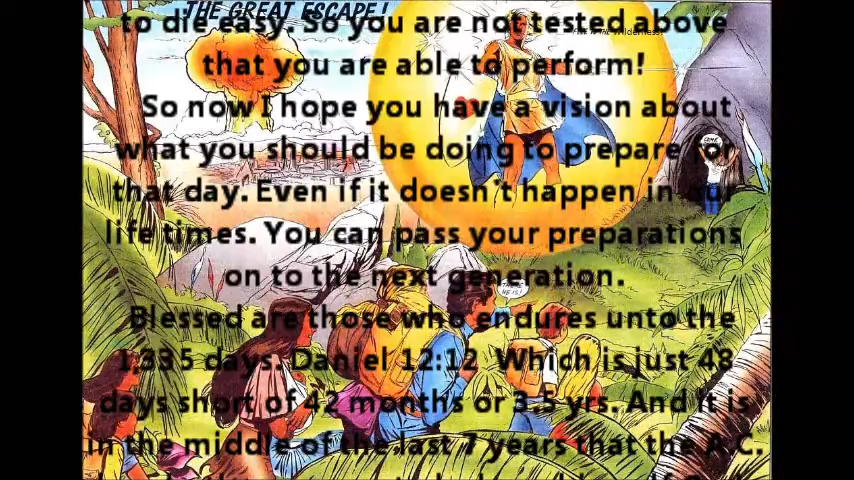 THE GREAT ESCAPE!
to die easy. So you are not tested above
that you are able to perform!
So now I hope you have a vision about
what you should be doing to prepare for
that day. Even if it doesn't happen in our
life times. You can pass your preparations
on to the next generation.
Blessed are those who endures unto the
1,335 days. Daniel 12:12 Which is just 48
days short of 42 months or 3.5 yrs. And it is
in the middle of the last 7 years that the A.C.